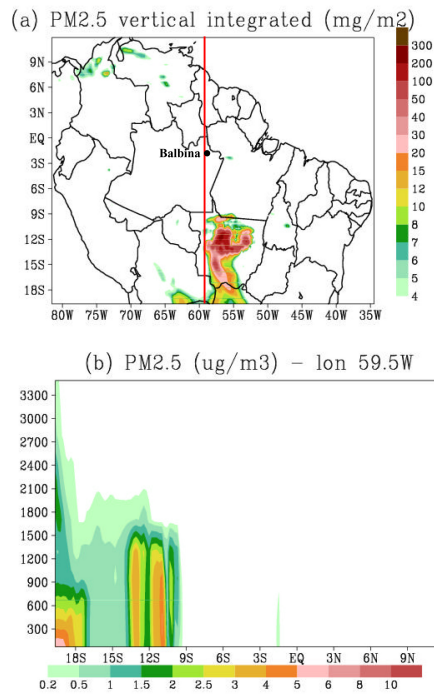 (a) PM2.5 vertical integrated (mg/m2)
9N
6N
3N
EQ
3S
6S
9S
12S
15S
18S
Balbina
80W 75W 70W 65W 60W 55W 50W 45W 40W 35W
300
200
100
50
40
30
20
15
12
10
8
7
6
5
4
(b) PM2.5 (ug/m3) − lon 59.5W
3300
3000
2700
2400
2100
1800
1500
1200
900
600
300
18S 15S 12S 9S 6S 3S EQ 3N 6N 9N
0.2 0.5 1 1.5 2 2.5 3 4 5 6 8 10